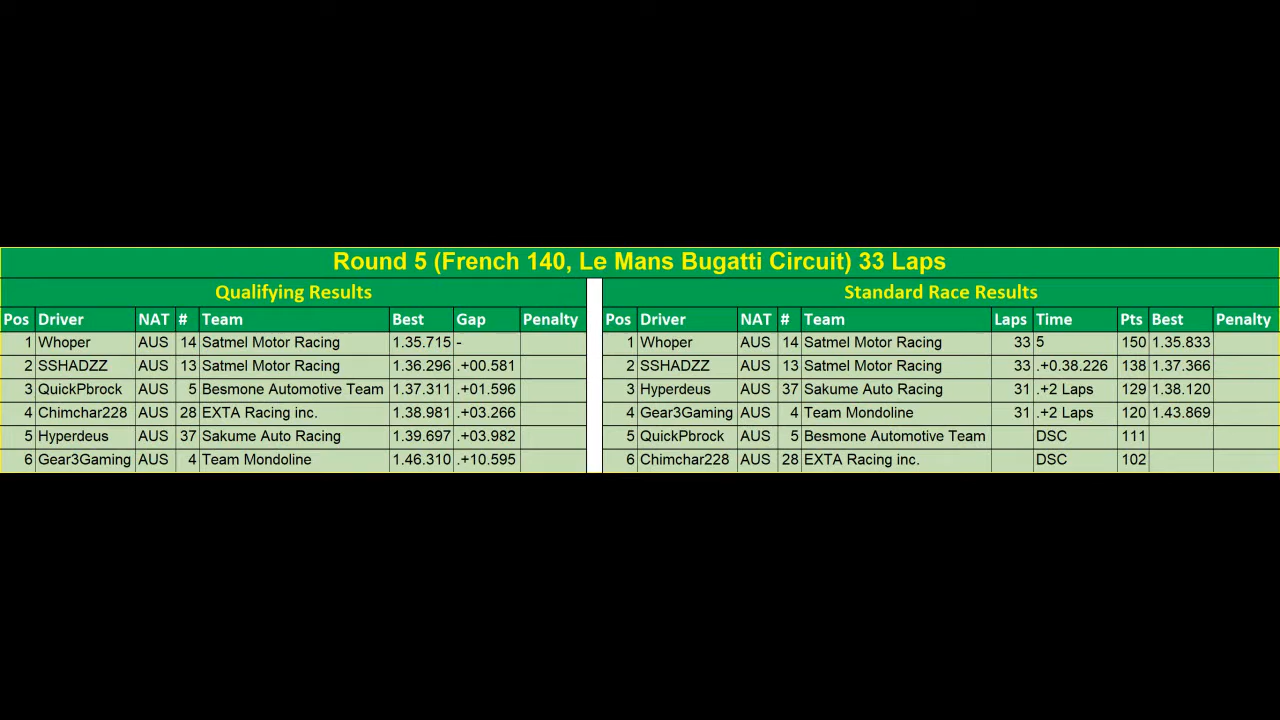 Round 5 (French 140, Le Mans Bugatti Circuit) 33 Laps
Qualifying Results
Pos Driver NAT # Team Best Gap Penalty
1 Whoper AUS 14 Satmel Motor Racing 1.35.715 -
2 SSHADZZ AUS 13 Satmel Motor Racing 1.36.296 .+00.581
3 QuickPbrock AUS 5 Besmone Automotive Team 1.37.311 .+01.596
4 Chimchar228 AUS 28 EXTA Racing inc. 1.38.981 .+03.266
5 Hyperdeus AUS 37 Sakume Auto Racing 1.39.697 .+03.982
6 Gear3Gaming AUS 4 Team Mondoline 1.46.310 .+10.595
Standard Race Results
Pos Driver NAT # Team Laps Time Pts Best Penalty
1 Whoper AUS 14 Satmel Motor Racing 33 5 150 1.35.833
2 SSHADZZ AUS 13 Satmel Motor Racing 33 .+0.38.226 138 1.37.366
3 Hyperdeus AUS 37 Sakume Auto Racing 31 .+2 Laps 129 1.38.120
4 Gear3Gaming AUS 4 Team Mondoline 31 .+2 Laps 120 1.43.869
5 QuickPbrock AUS 5 Besmone Automotive Team DSC 111
6 Chimchar228 AUS 28 EXTA Racing inc. DSC 102